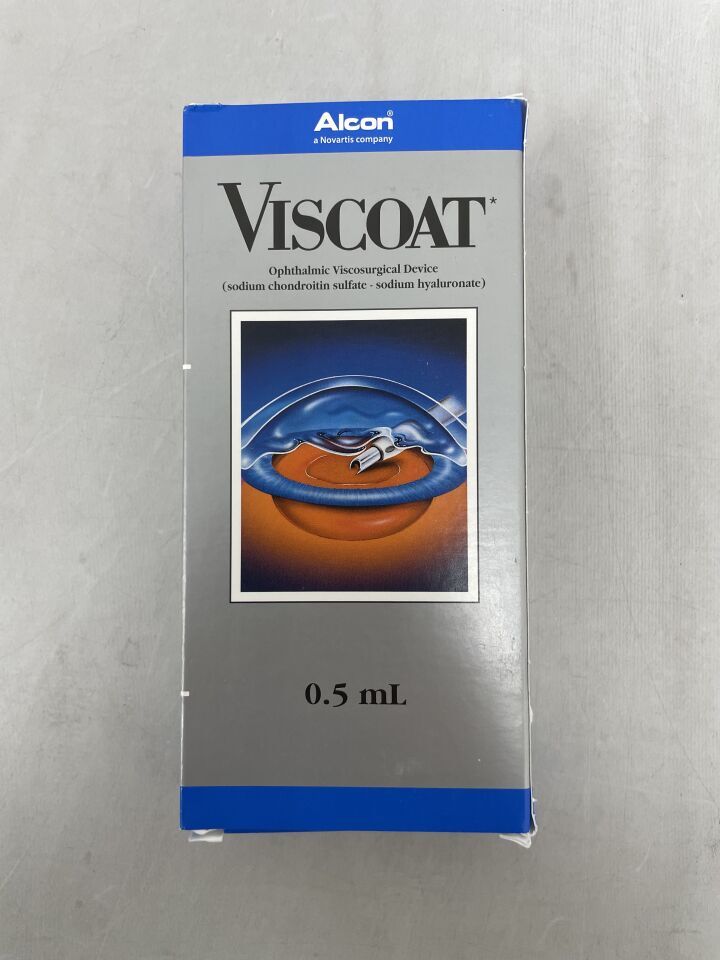 Alcon®
a Novartis company
VISCOAT*
Ophthalmic Viscosurgical Device
(sodium chondroitin sulfate - sodium hyaluronate)
0.5 mL